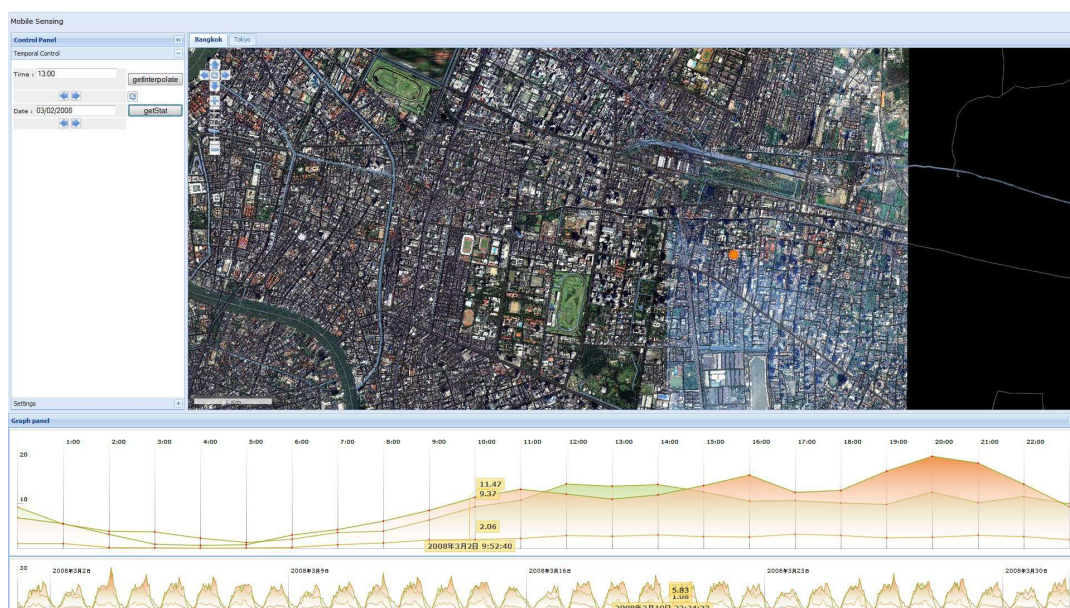 Mobile Sensing
Control Panel
Bangkok
Tokyo
Temporal Control
Time : 13:00
getInterpolate
Date : 03/02/2008
getStat
Settings
1 Km
Graph panel
1:00 2:00 3:00 4:00 5:00 6:00 7:00 8:00 9:00 10:00 11:00 12:00 13:00 14:00 15:00 16:00 17:00 18:00 19:00 20:00 21:00 22:00
20
11.47
9.37
10
2.06
2008年3月2日 9:52:40
30
2008年3月2日 2008年3月9日 2008年3月16日 2008年3月23日 2008年3月30日
5.83
1.08